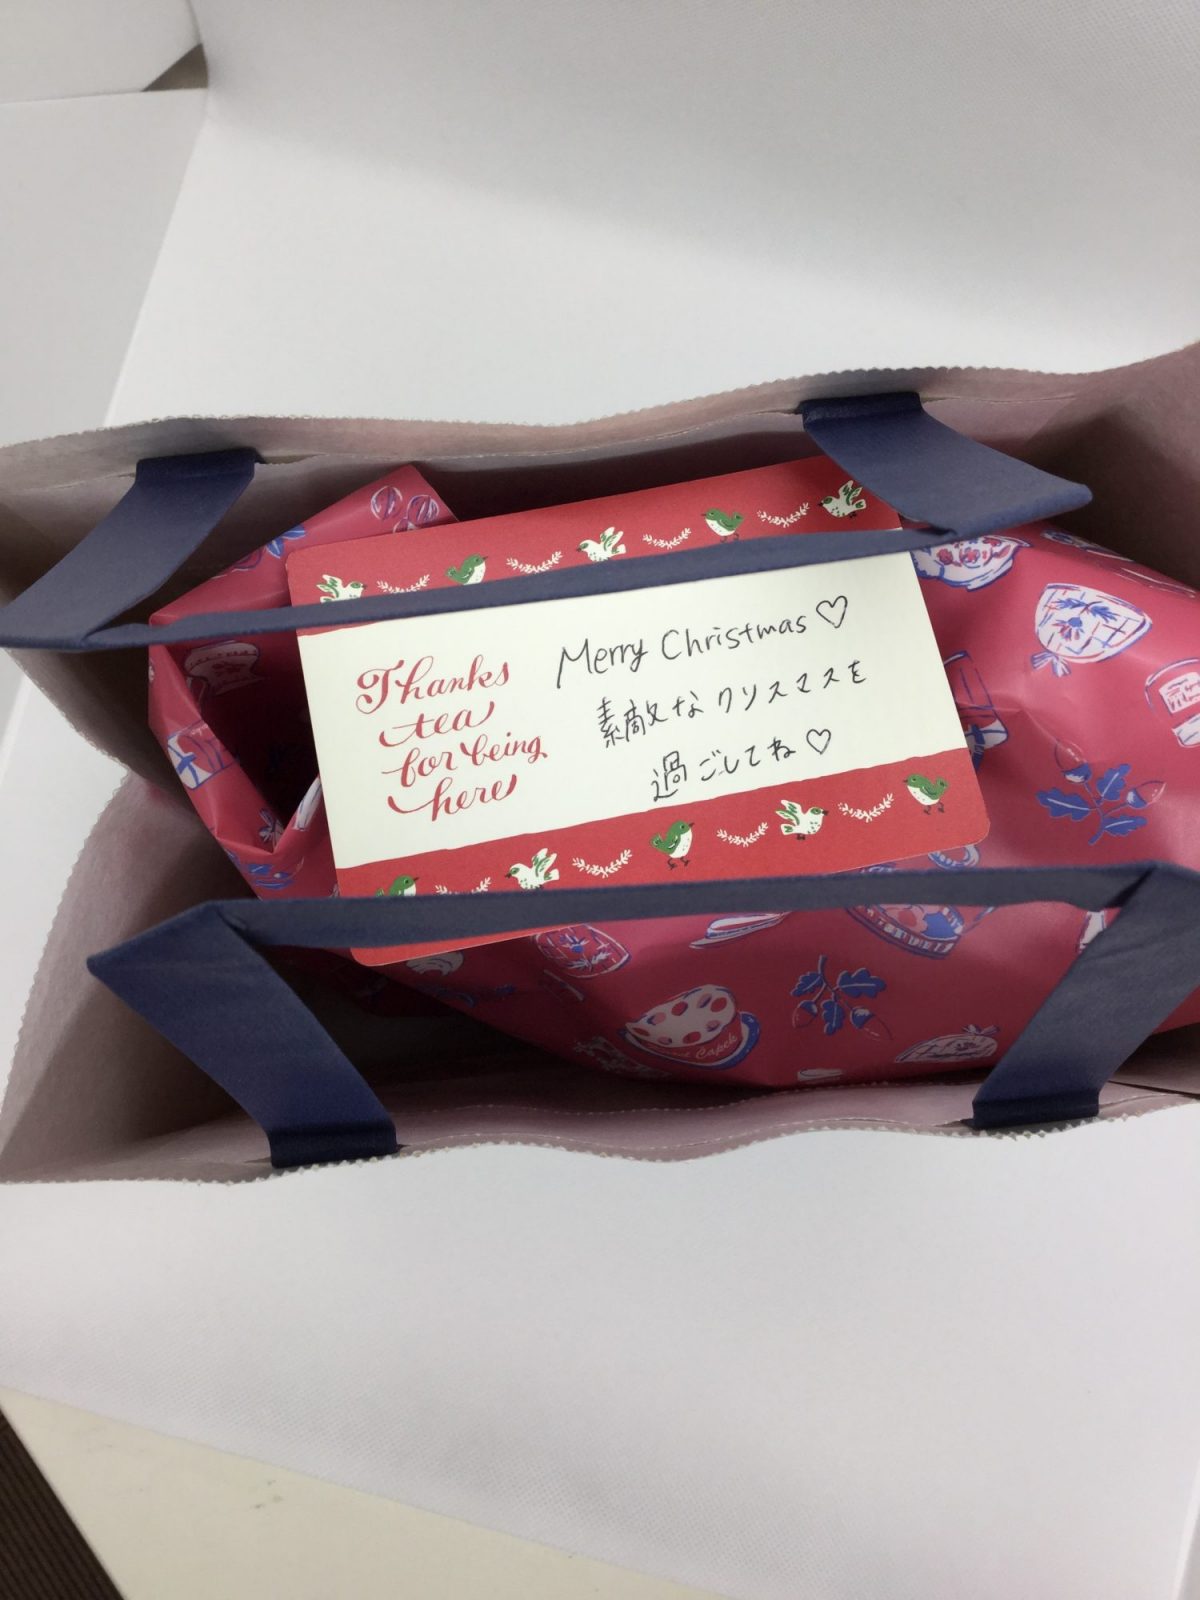 Thanks
tea
for being
here
Merry Christmas♡
素敵なクリスマスを
過ごしてね♡
Capek